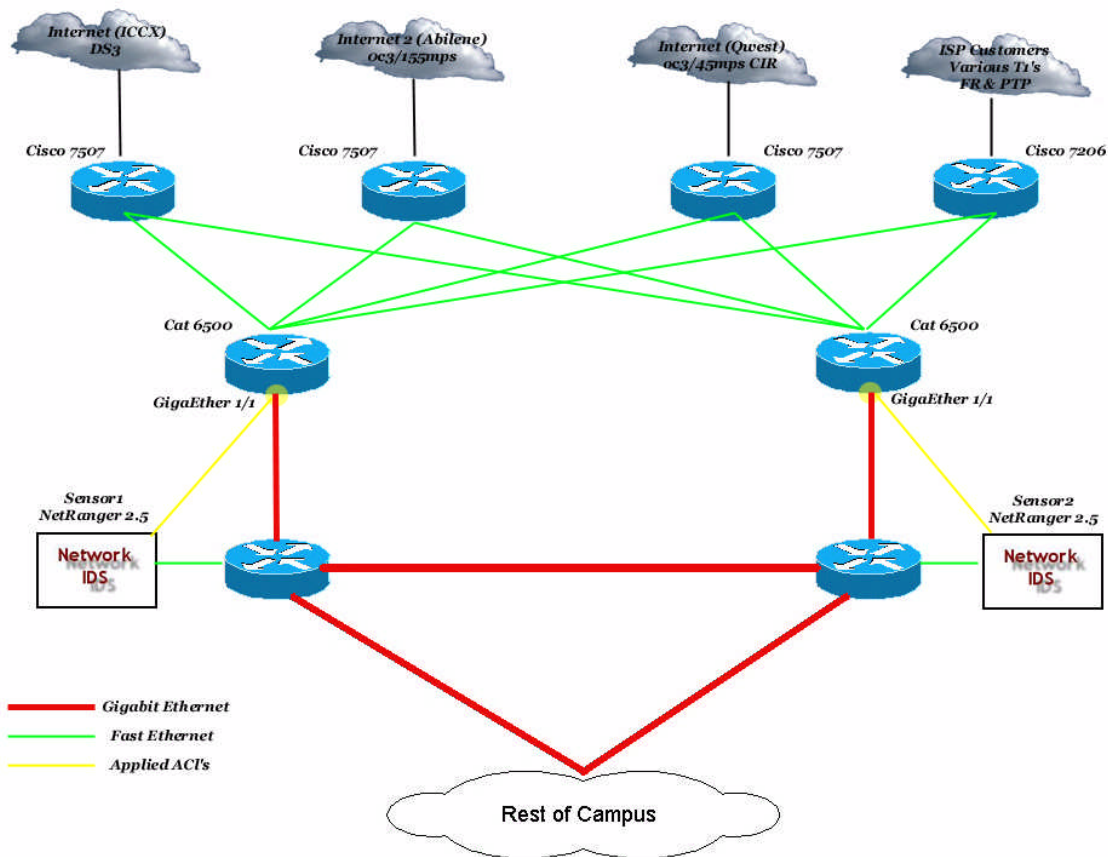 Internet (ICCX)
DS3
Internet 2 (Abilene)
oc3/155mps
Internet (Qwest)
oc3/45mps CIR
ISP Customers
Various T1's
FR & PTP
Cisco 7507
Cisco 7507
Cisco 7507
Cisco 7206
Cat 6500
Cat 6500
GigaEther 1/1
GigaEther 1/1
Sensor1
NetRanger 2.5
Network
IDS
Sensor2
NetRanger 2.5
Network
IDS
Gigabit Ethernet
Fast Ethernet
Applied ACl's
Rest of Campus